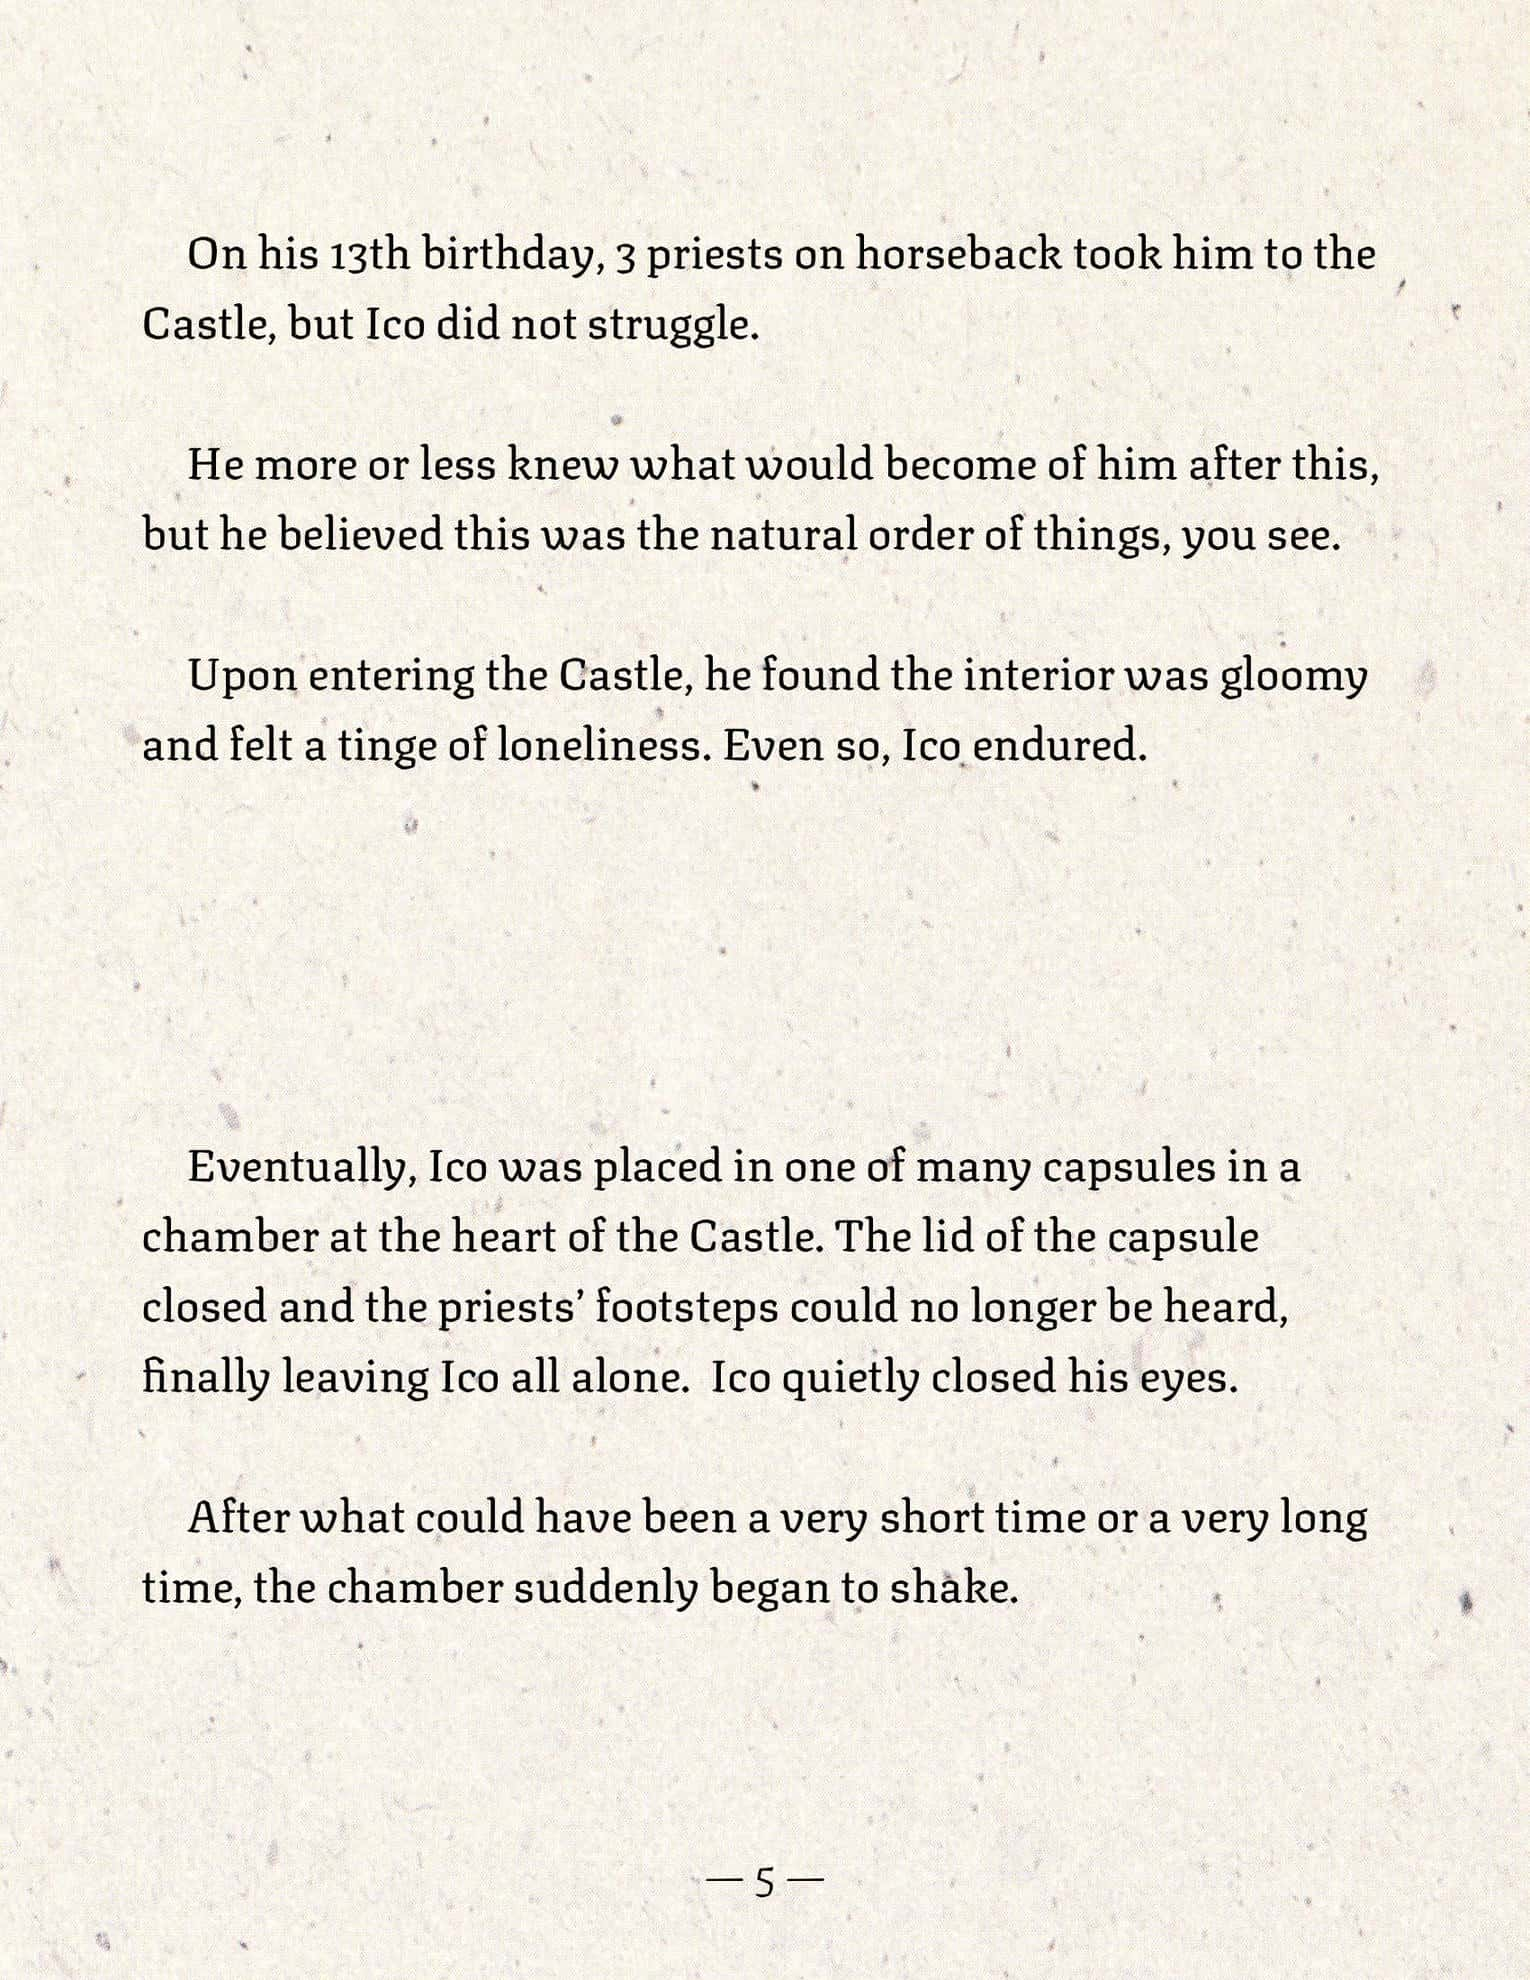 On his 13th birthday, 3 priests on horseback took him to the
Castle, but Ico did not struggle.
He more or less knew what would become of him after this,
but he believed this was the natural order of things, you see.
Upon entering the Castle, he found the interior was gloomy
and felt a tinge of loneliness. Even so, Ico endured.
Eventually, Ico was placed in one of many capsules in a
chamber at the heart of the Castle. The lid of the capsule
closed and the priests’ footsteps could no longer be heard,
finally leaving Ico all alone.  Ico quietly closed his eyes.
After what could have been a very short time or a very long
time, the chamber suddenly began to shake.
— 5 —